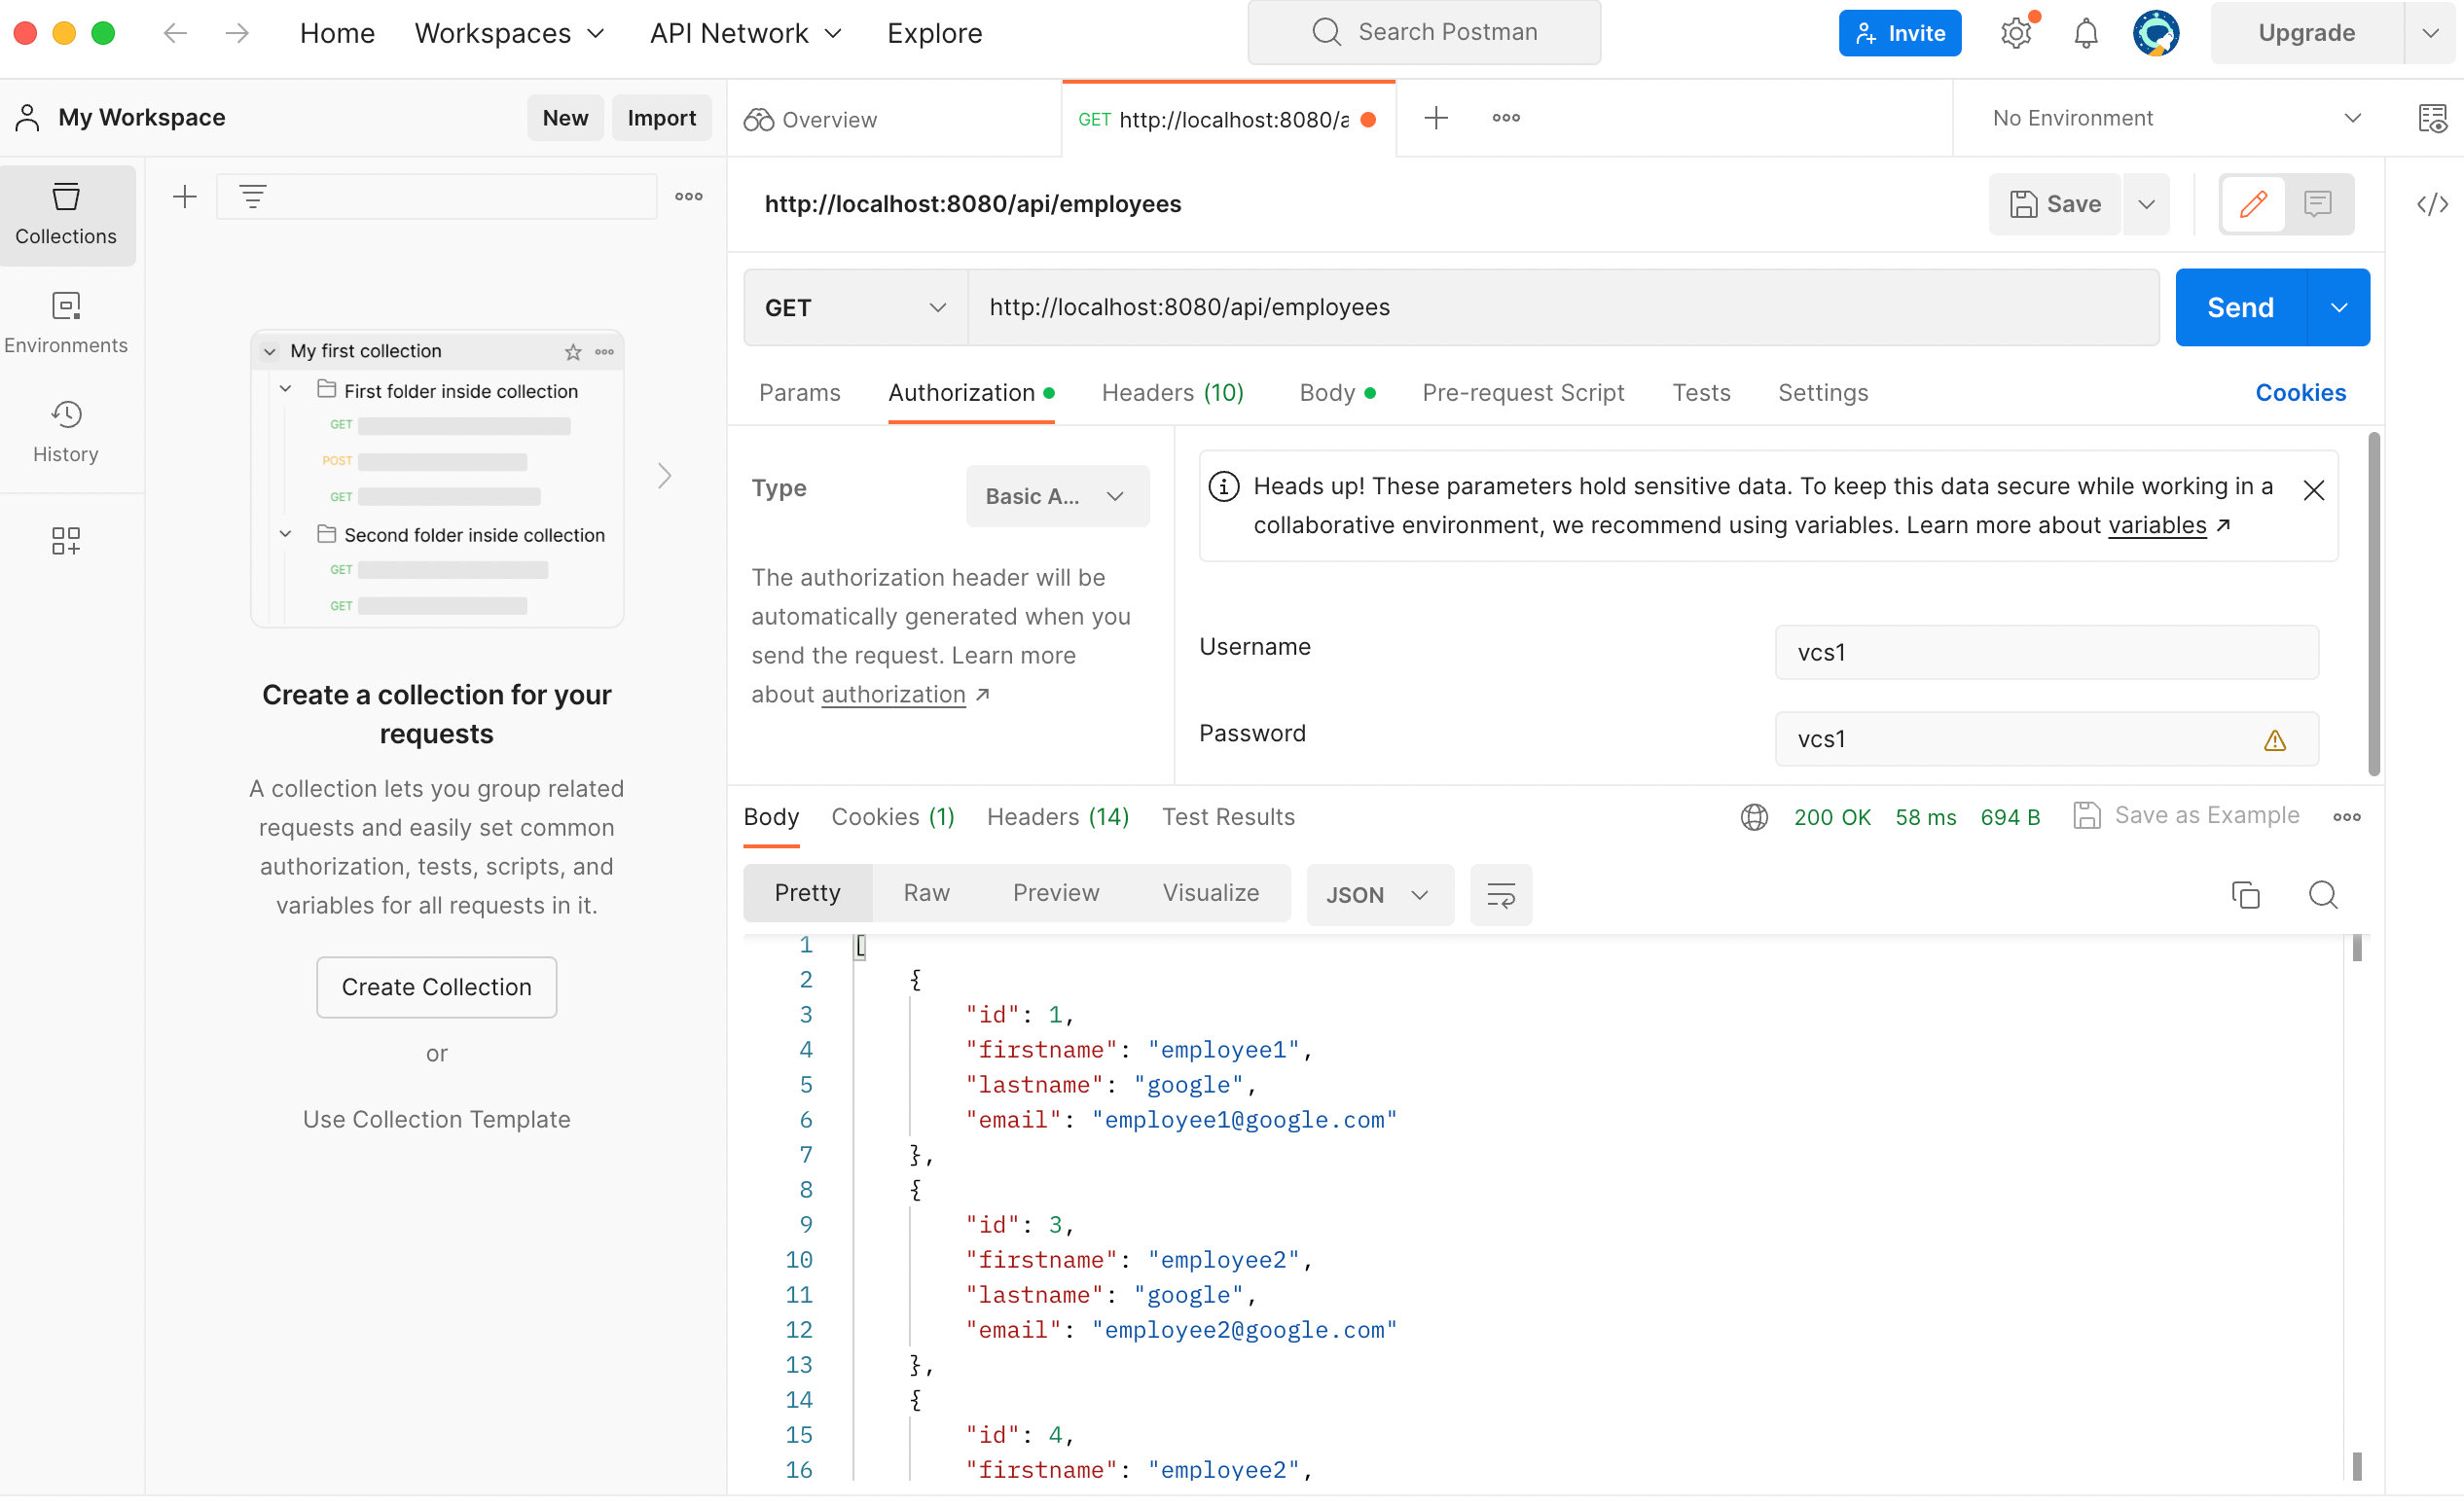 Home Workspaces API Network Explore Search Postman Invite Upgrade
My Workspace New Import Overview GET http://localhost:8080/a No Environment
Collections
Environments
History
My first collection
First folder inside collection
GET
POST
GET
Second folder inside collection
GET
GET
Create a collection for your
requests
A collection lets you group related
requests and easily set common
authorization, tests, scripts, and
variables for all requests in it.
Create Collection
or
Use Collection Template
http://localhost:8080/api/employees Save
GET http://localhost:8080/api/employees Send
Params Authorization Headers (10) Body Pre-request Script Tests Settings Cookies
Type Basic A...
The authorization header will be
automatically generated when you
send the request. Learn more
about authorization ↗
Heads up! These parameters hold sensitive data. To keep this data secure while working in a
collaborative environment, we recommend using variables. Learn more about variables ↗
Username vcs1
Password vcs1
Body Cookies (1) Headers (14) Test Results 200 OK 58 ms 694 B Save as Example
Pretty Raw Preview Visualize JSON
1 [
2 {
3 "id": 1,
4 "firstname": "employee1",
5 "lastname": "google",
6 "email": "employee1@google.com"
7 },
8 {
9 "id": 3,
10 "firstname": "employee2",
11 "lastname": "google",
12 "email": "employee2@google.com"
13 },
14 {
15 "id": 4,
16 "firstname": "employee2",